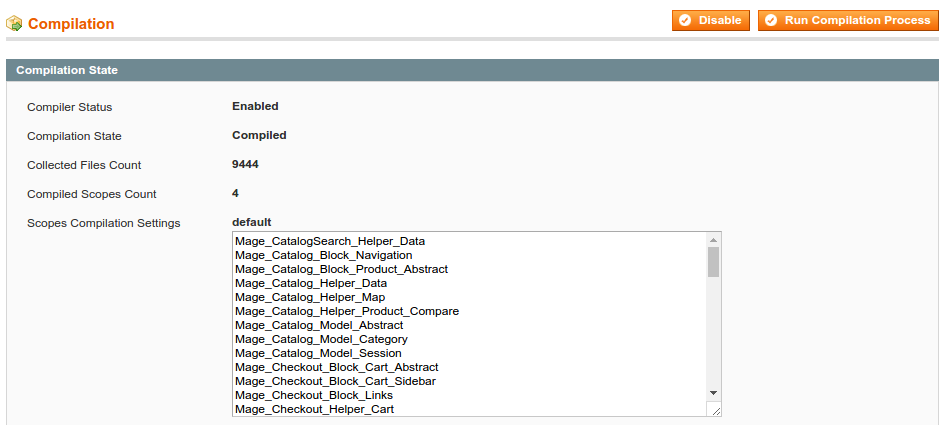 Compilation
Disable
Run Compilation Process
Compilation State
Compiler Status Enabled
Compilation State Compiled
Collected Files Count 9444
Compiled Scopes Count 4
Scopes Compilation Settings default
Mage_CatalogSearch_Helper_Data
Mage_Catalog_Block_Navigation
Mage_Catalog_Block_Product_Abstract
Mage_Catalog_Helper_Data
Mage_Catalog_Helper_Map
Mage_Catalog_Helper_Product_Compare
Mage_Catalog_Model_Abstract
Mage_Catalog_Model_Category
Mage_Catalog_Model_Session
Mage_Checkout_Block_Cart_Abstract
Mage_Checkout_Block_Cart_Sidebar
Mage_Checkout_Block_Links
Mage_Checkout_Helper_Cart